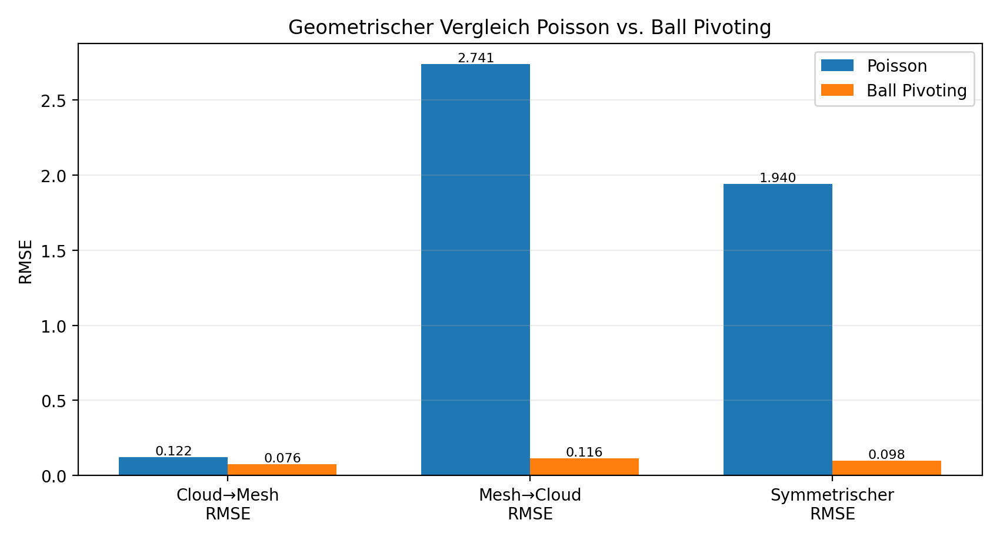 Geometrischer Vergleich Poisson vs. Ball Pivoting
Poisson
Ball Pivoting
RMSE
2.5
2.0
1.5
1.0
0.5
0.0
0.122
0.076
2.741
0.116
1.940
0.098
Cloud→Mesh
RMSE
Mesh→Cloud
RMSE
Symmetrischer
RMSE